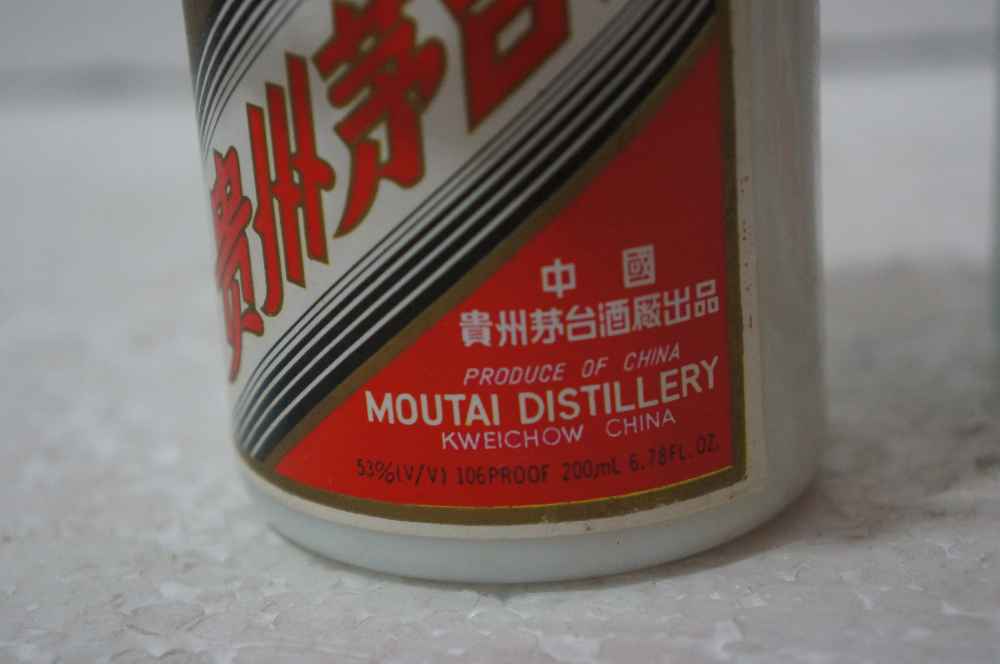 貴州茅台
中國
貴州茅台酒廠出品
PRODUCE OF CHINA
MOUTAI DISTILLERY
KWEICHOW CHINA
53%(V/V) 106PROOF 200mL 6.78FL.OZ.